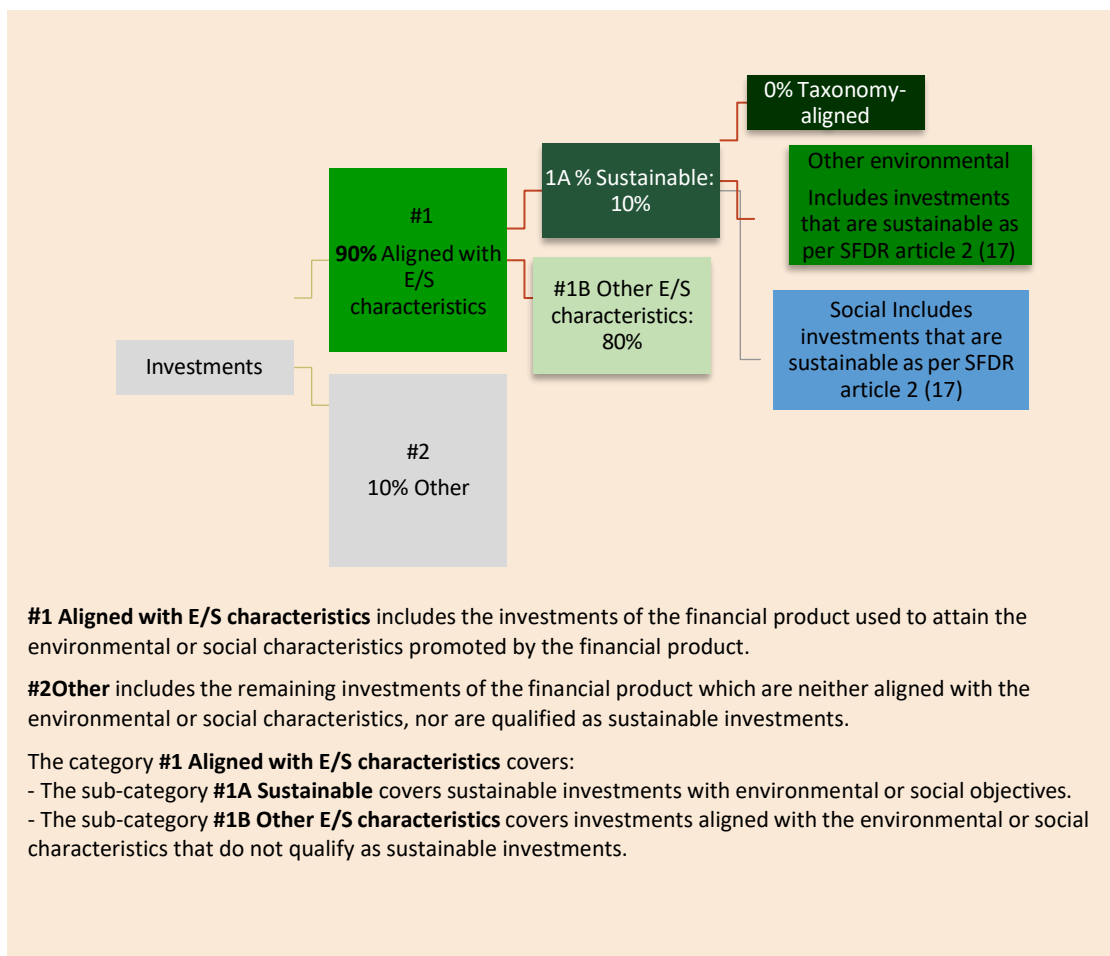 0% Taxonomy-
aligned
Other environmental
Includes investments
that are sustainable as
per SFDR article 2 (17)
1A % Sustainable:
10%
#1
90% Aligned with
E/S
characteristics
#1B Other E/S
characteristics:
80%
Social Includes
investments that are
sustainable as per SFDR
article 2 (17)
Investments
#2
10% Other
#1 Aligned with E/S characteristics includes the investments of the financial product used to attain the
environmental or social characteristics promoted by the financial product.
#2Other includes the remaining investments of the financial product which are neither aligned with the
environmental or social characteristics, nor are qualified as sustainable investments.
The category #1 Aligned with E/S characteristics covers:
- The sub-category #1A Sustainable covers sustainable investments with environmental or social objectives.
- The sub-category #1B Other E/S characteristics covers investments aligned with the environmental or social
characteristics that do not qualify as sustainable investments.